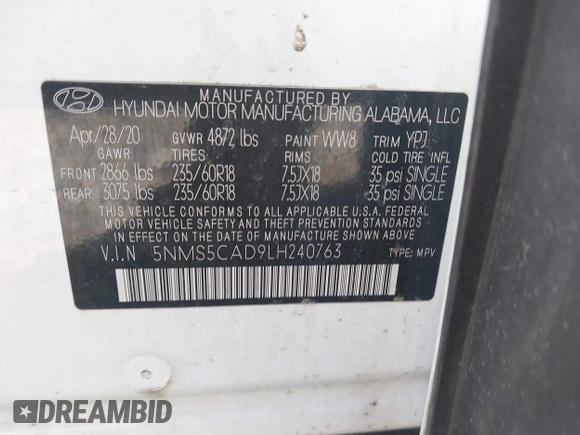 MANUFACTURED BY
HYUNDAI MOTOR MANUFACTURING ALABAMA, LLC
Apr/28/20 GVWR 4872 lbs PAINT WW8 TRIM YPJ
GAWR TIRES RIMS COLD TIRE INFL
FRONT 2866 lbs 235/60R18 7.5JX18 35 psi SINGLE
REAR 3075 lbs 235/60R18 7.5JX18 35 psi SINGLE
THIS VEHICLE CONFORMS TO ALL APPLICABLE U.S.A. FEDERAL
MOTOR VEHICLE SAFETY, BUMPER, AND THEFT PREVENTION
STANDARDS IN EFFECT ON THE DATE OF MANUFACTURE SHOWN ABOVE.
V.I.N 5NMS5CAD9LH240763 TYPE: MPV
DREAMBID